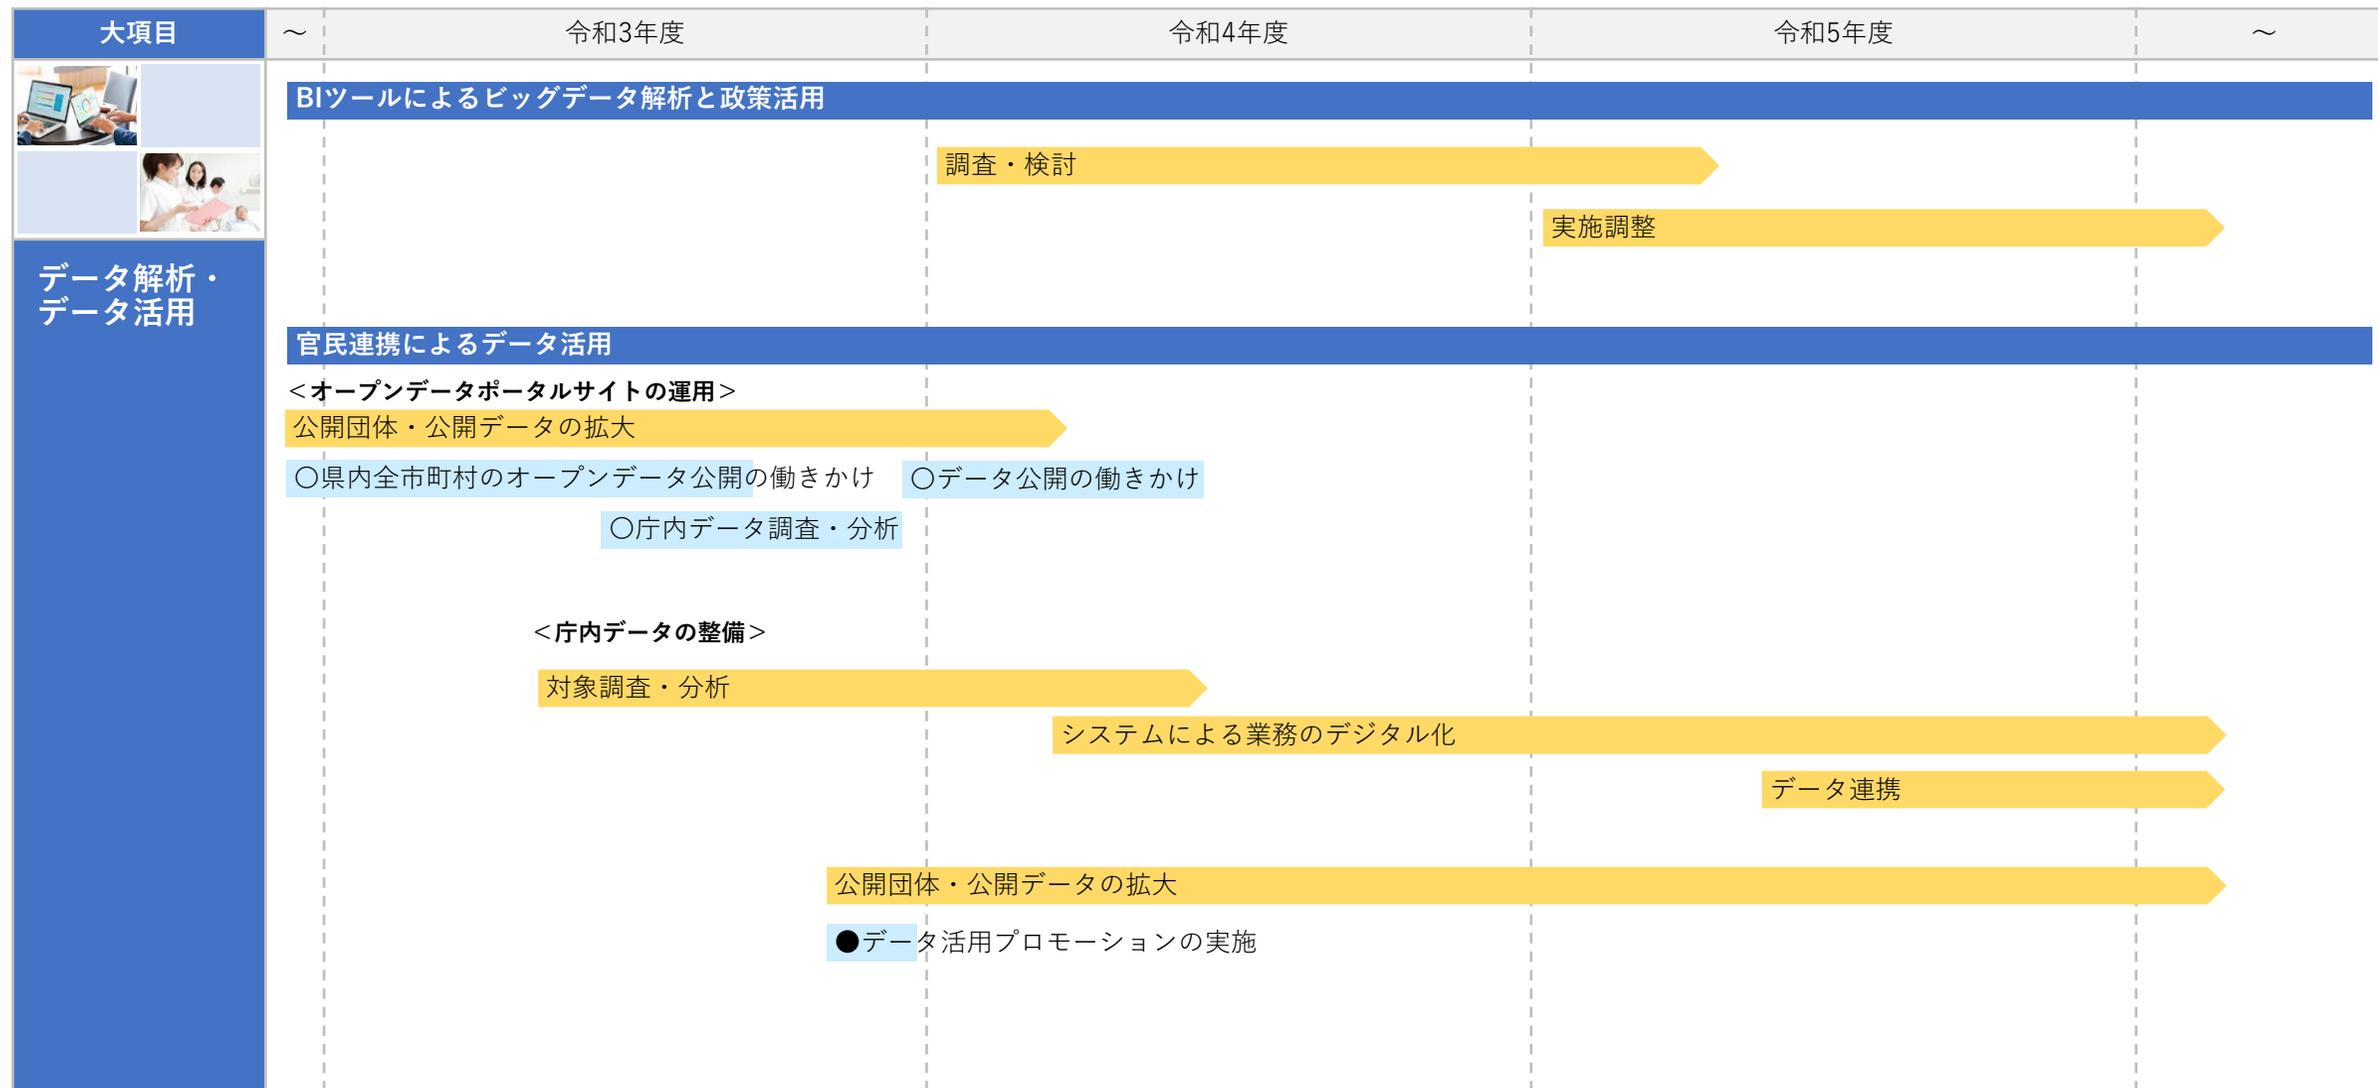 大項目
～
令和3年度
令和4年度
令和5年度
～
データ解析・
データ活用
BIツールによるビッグデータ解析と政策活用
調査・検討
実施調整
官民連携によるデータ活用
＜オープンデータポータルサイトの運用＞
公開団体・公開データの拡大
〇県内全市町村のオープンデータ公開の働きかけ
〇データ公開の働きかけ
〇庁内データ調査・分析
＜庁内データの整備＞
対象調査・分析
システムによる業務のデジタル化
データ連携
公開団体・公開データの拡大
●データ活用プロモーションの実施